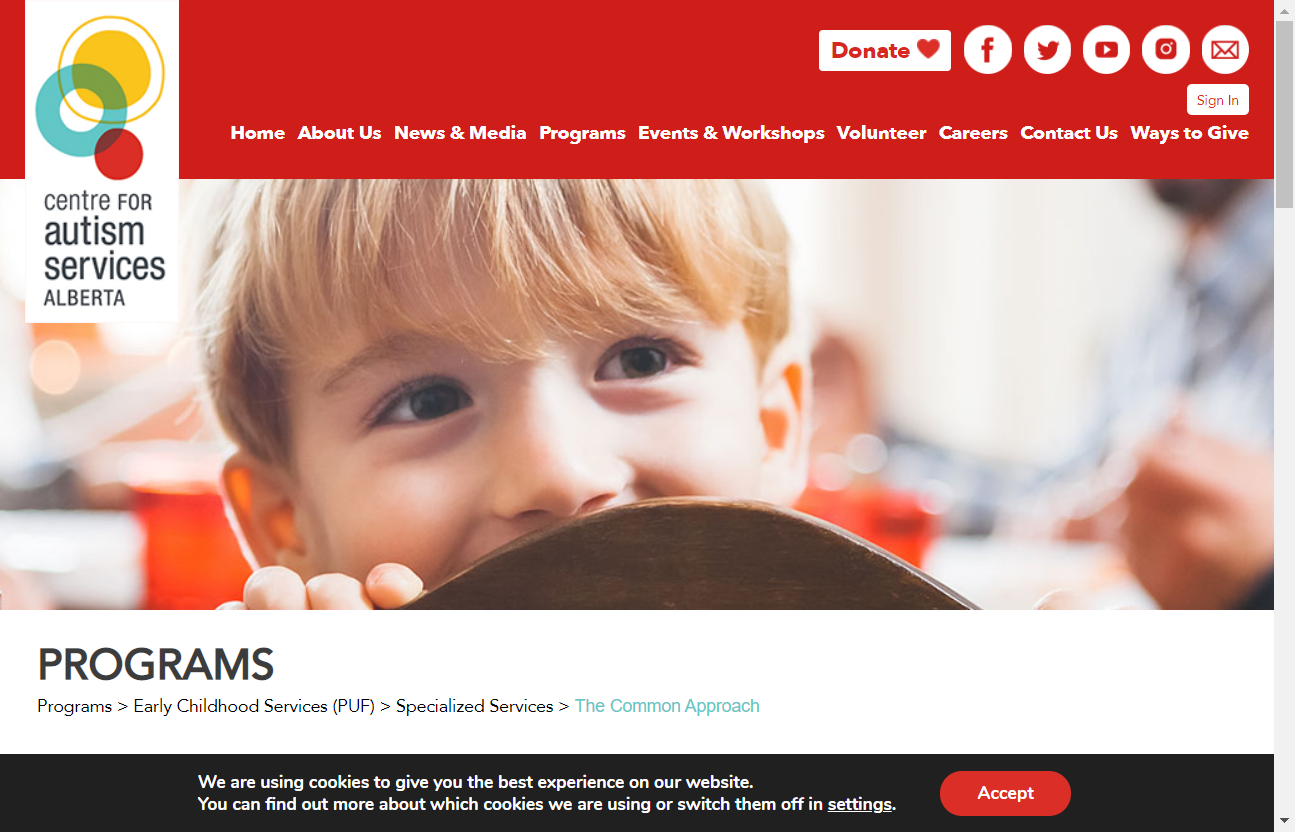 centre FOR
autism
services
ALBERTA
Donate
Sign In
Home About Us News & Media Programs Events & Workshops Volunteer Careers Contact Us Ways to Give
PROGRAMS
Programs > Early Childhood Services (PUF) > Specialized Services > The Common Approach
We are using cookies to give you the best experience on our website.
You can find out more about which cookies we are using or switch them off in settings.
Accept